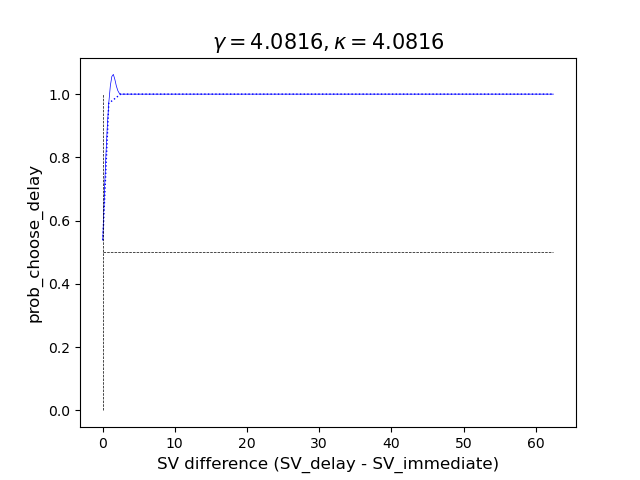 γ = 4.0816, κ = 4.0816
prob_choose_delay
1.0
0.8
0.6
0.4
0.2
0.0
0 10 20 30 40 50 60
SV difference (SV_delay - SV_immediate)